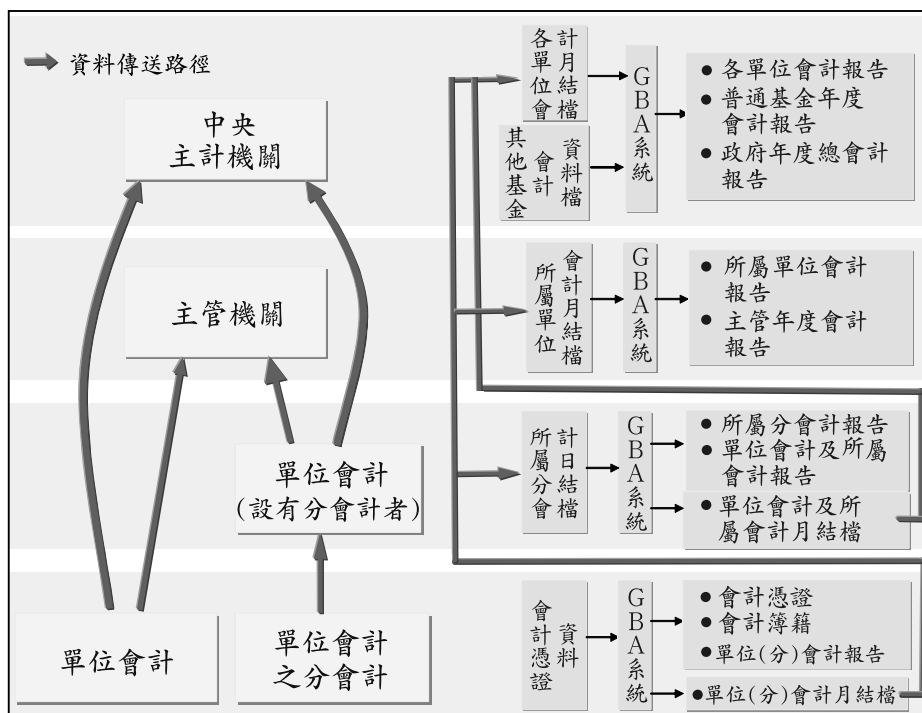 資料傳送路徑
中央
主計機關
主管機關
單位會計
(設有分會計者)
單位會計
單位會計
之分會計
各單位會
計月結檔
其他基金
會計
資料檔
GBA系統
各單位會計報告
普通基金年度
會計報告
政府年度總會計
報告
所屬單位
會計月結檔
GBA系統
所屬單位會計
報告
主管年度會計
報告
所屬分會
計日結檔
GBA系統
所屬分會計報告
單位會計及所屬
會計報告
單位會計及所
屬會計月結檔
會計憑證
資料
GBA系統
會計憑證
會計簿籍
單位(分)會計報告
單位(分)會計月結檔